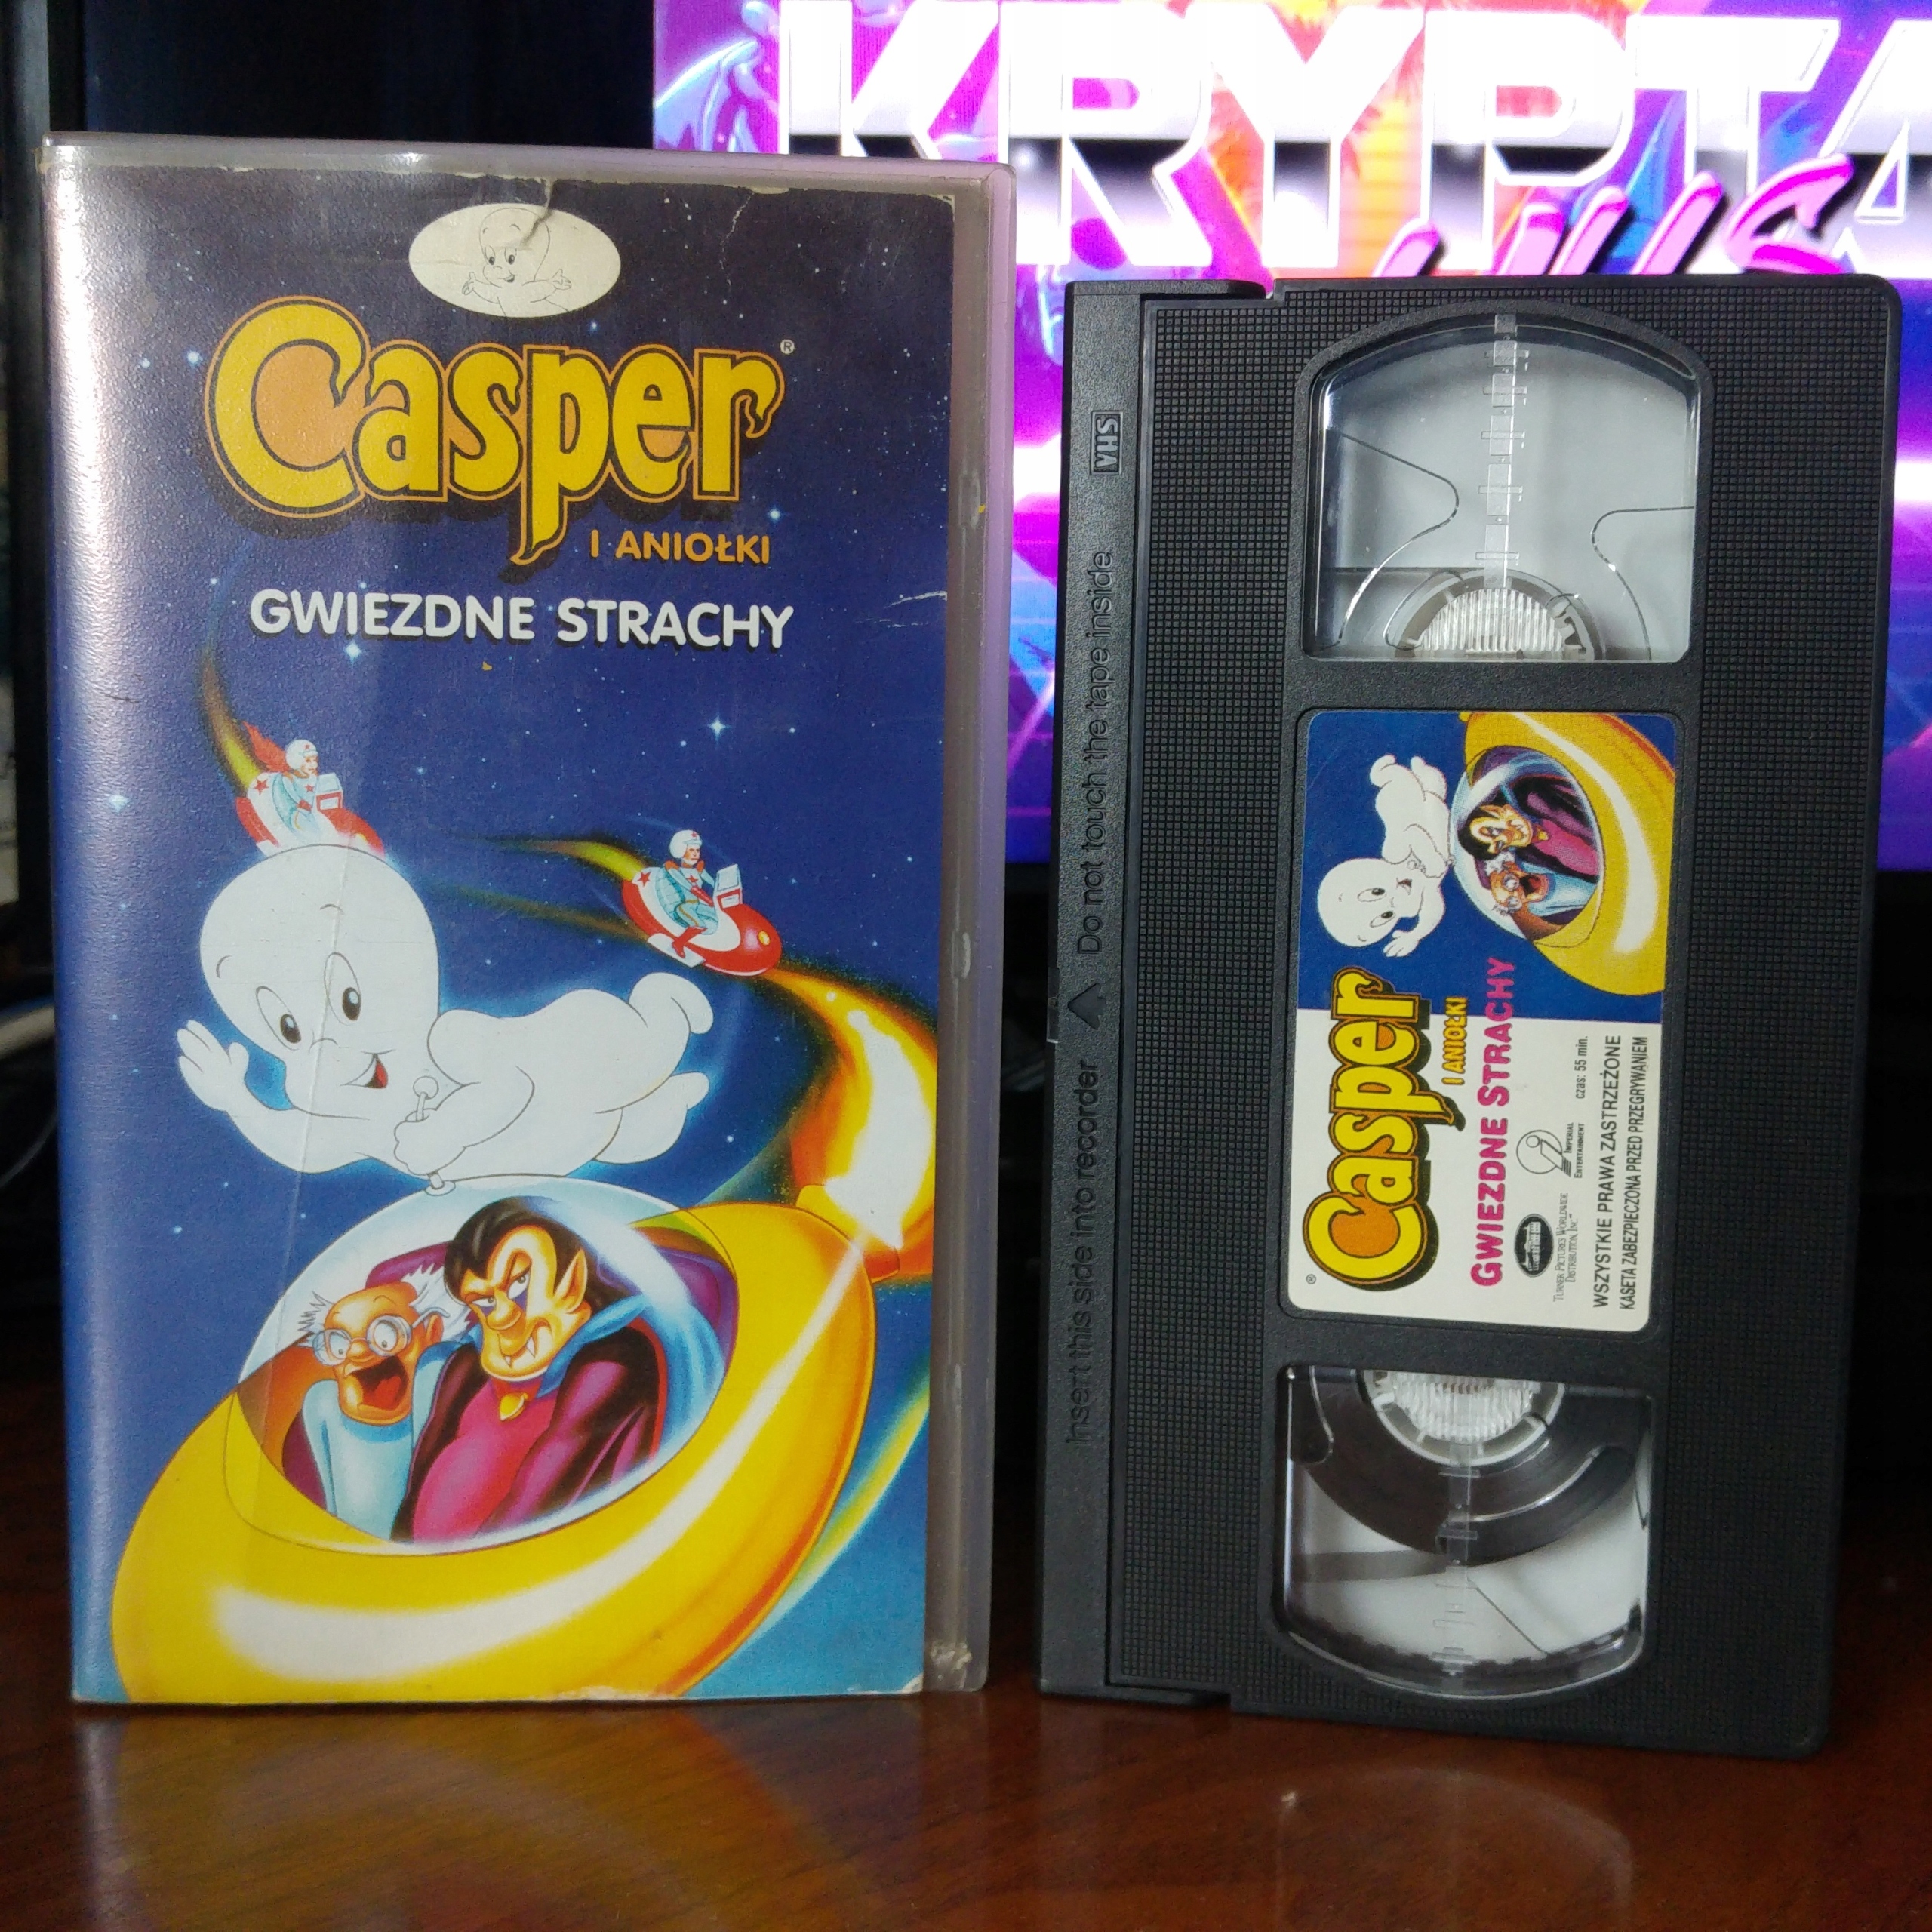 KRYPTA
VHS
Casper®
I ANIOŁKI
GWIEZDNE STRACHY
VHS
Do not touch the tape inside
Insert this side into recorder
Casper®
I ANIOŁKI
GWIEZDNE STRACHY
TURNER PICTURES WORLDWIDE
DISTRIBUTION, INC.™
IMPERIAL
ENTERTAINMENT
czas: 55 min.
WSZYSTKIE PRAWA ZASTRZEŻONE
KASETA ZABEZPIECZONA PRZED PRZEGRYWANIEM